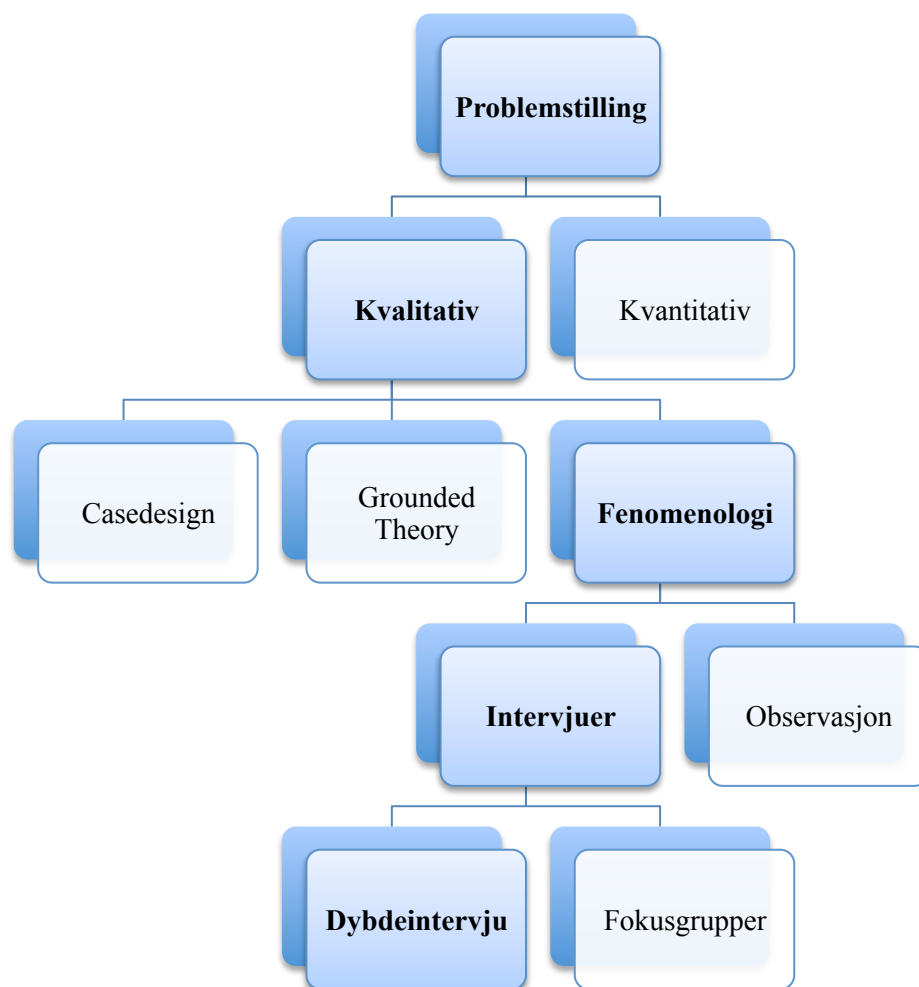 Problemstilling
Kvalitativ
Kvantitativ
Casedesign
Grounded
Theory
Fenomenologi
Intervjuer
Observasjon
Dybdeintervju
Fokusgrupper